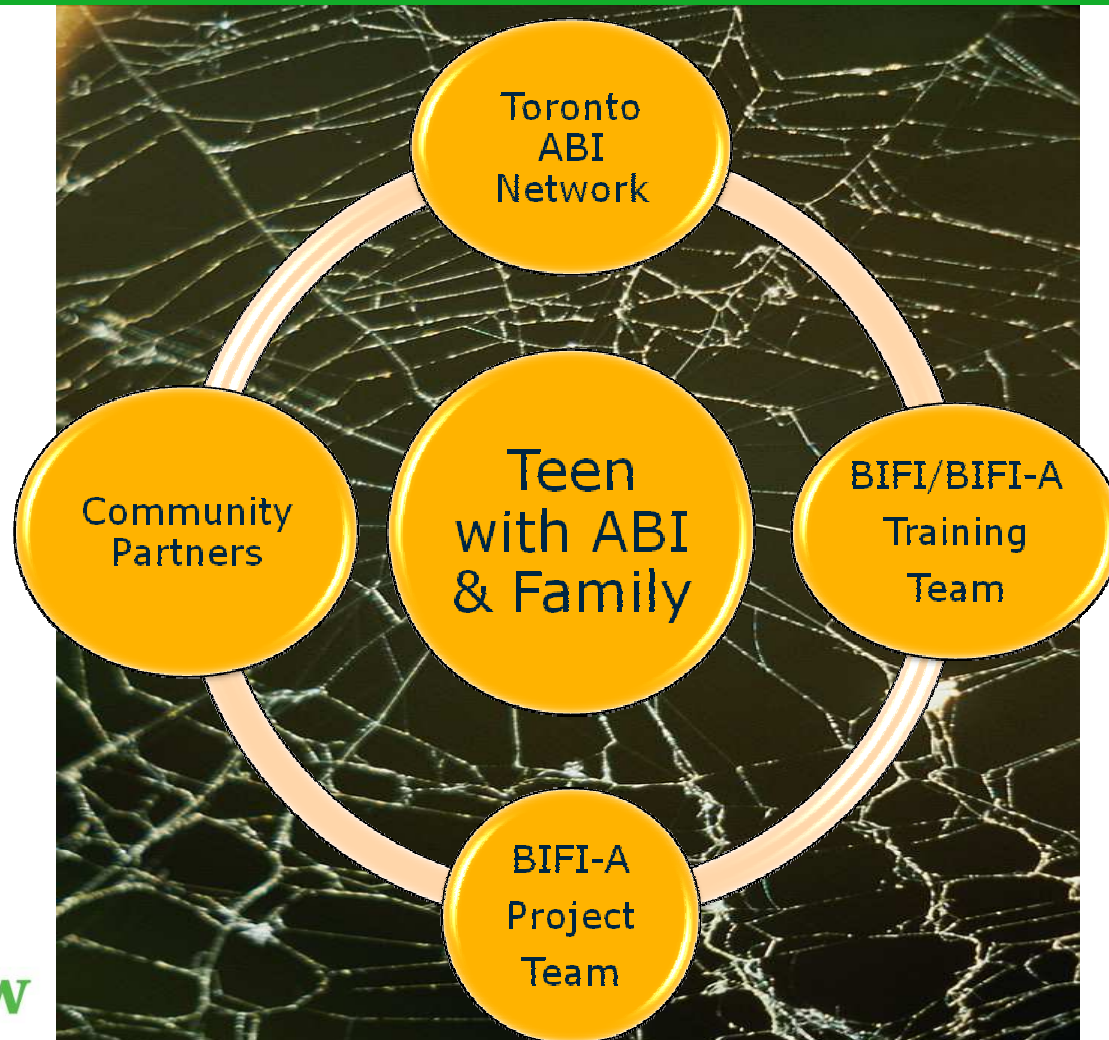 Toronto
ABI
Network
Community
Partners
Teen
with ABI
& Family
BIFI/BIFI-A
Training
Team
BIFI-A
Project
Team